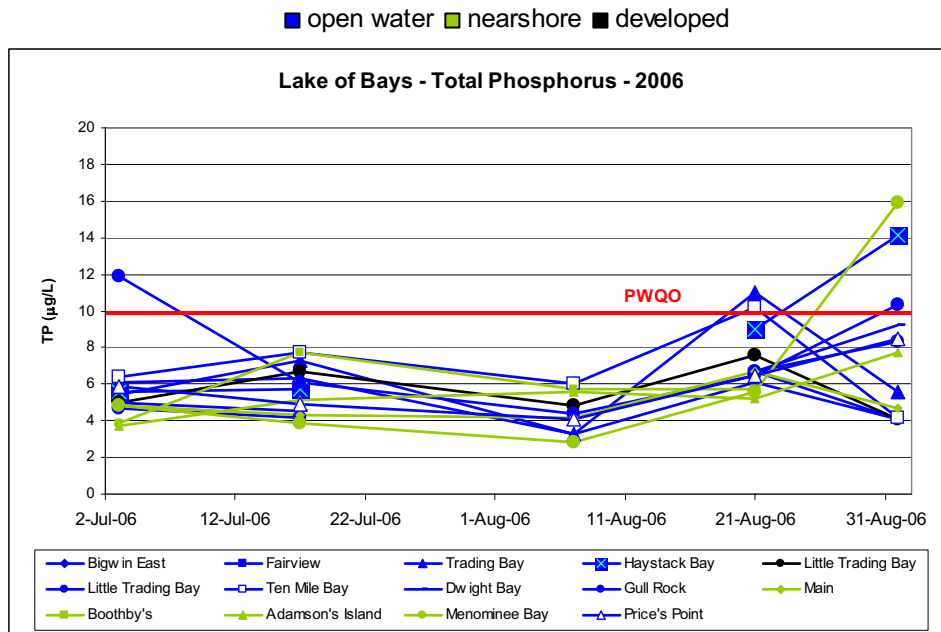 open water nearshore developed
Lake of Bays - Total Phosphorus - 2006
20
18
16
14
12
10
8
6
4
2
0
TP (µg/L)
PWQO
2-Jul-06 12-Jul-06 22-Jul-06 1-Aug-06 11-Aug-06 21-Aug-06 31-Aug-06
Bigwin East Fairview Trading Bay Haystack Bay Little Trading Bay
Little Trading Bay Ten Mile Bay Dwight Bay Gull Rock Main
Boothby's Adamson's Island Menominee Bay Price's Point